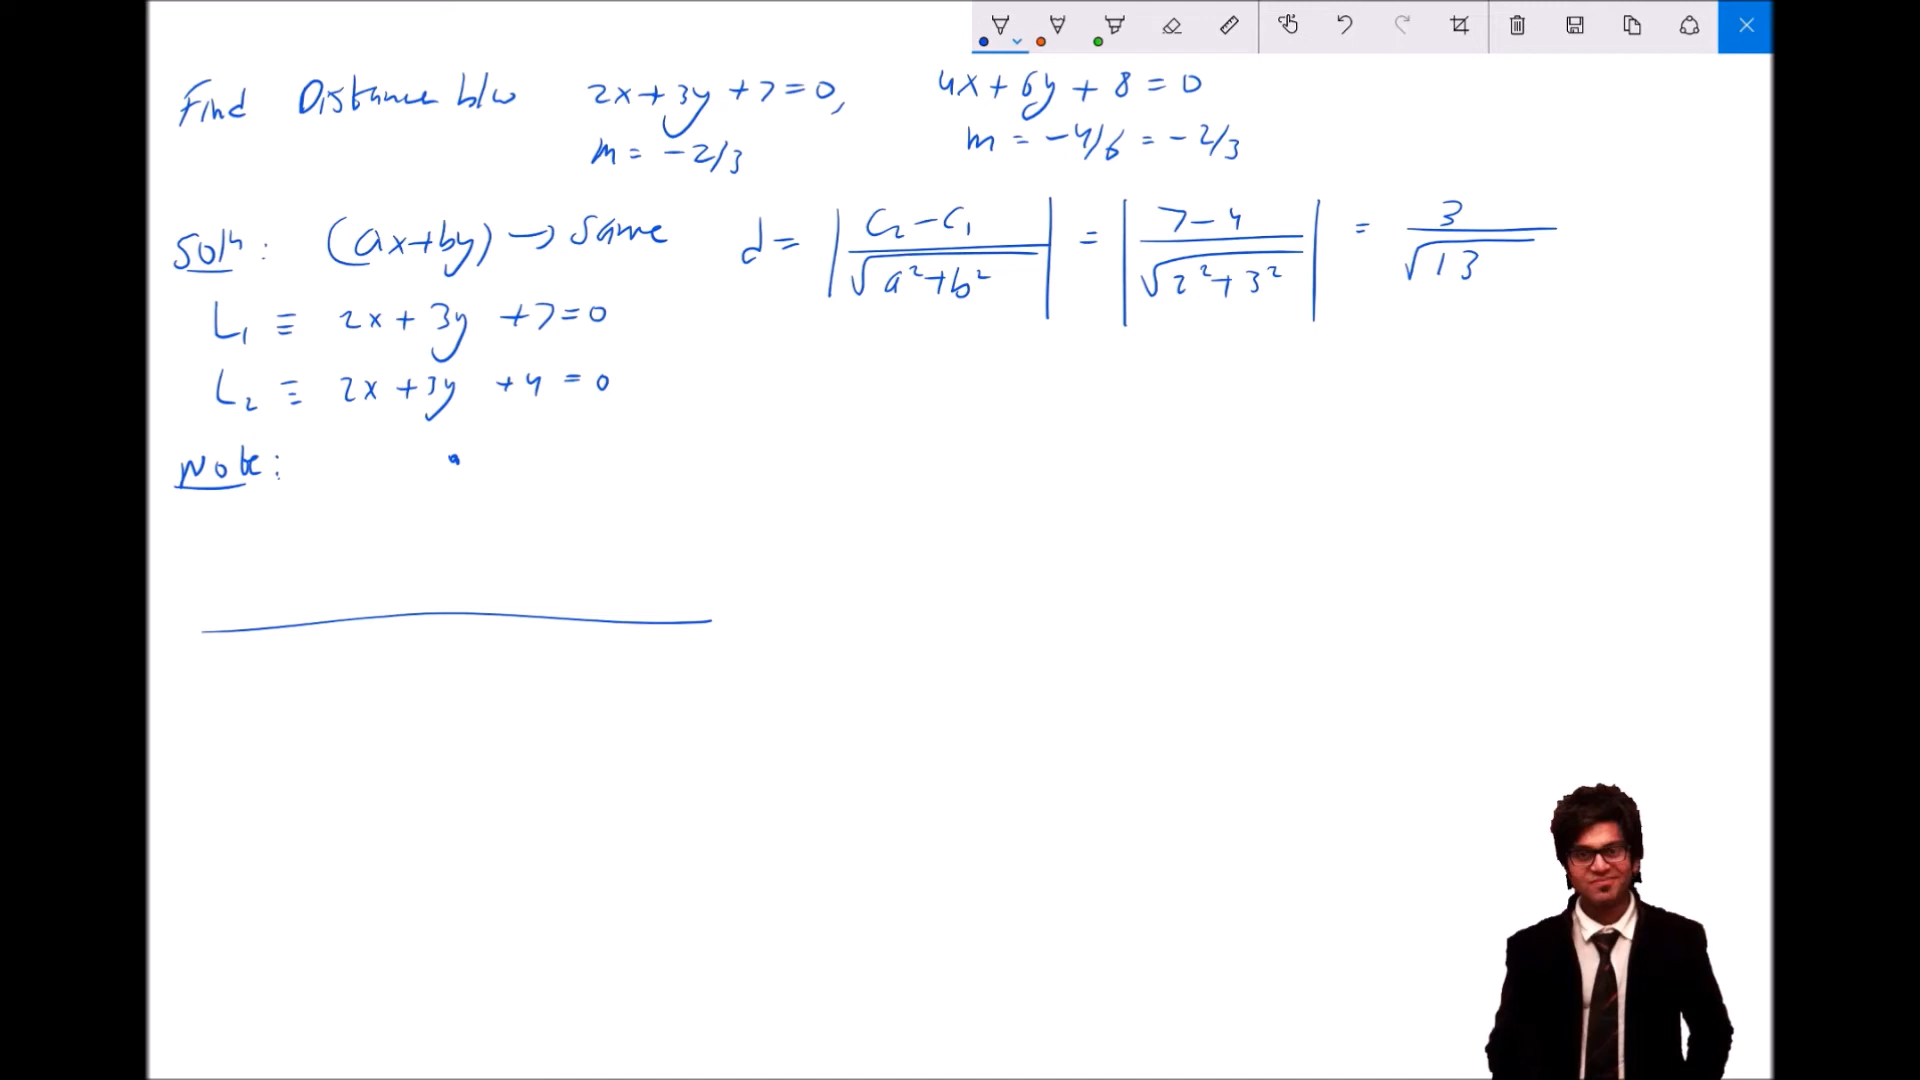 Find Distance b/w 2x+3y+7=0, 4x+6y+8=0
m = -2/3 m = -4/6 = -2/3
Soln: (ax+by) → Same d = |C₂-C₁/√a²+b²| = |7-4/√2²+3²| = 3/√13
L₁ ≡ 2x+3y+7=0
L₂ ≡ 2x+3y+4=0
Note: